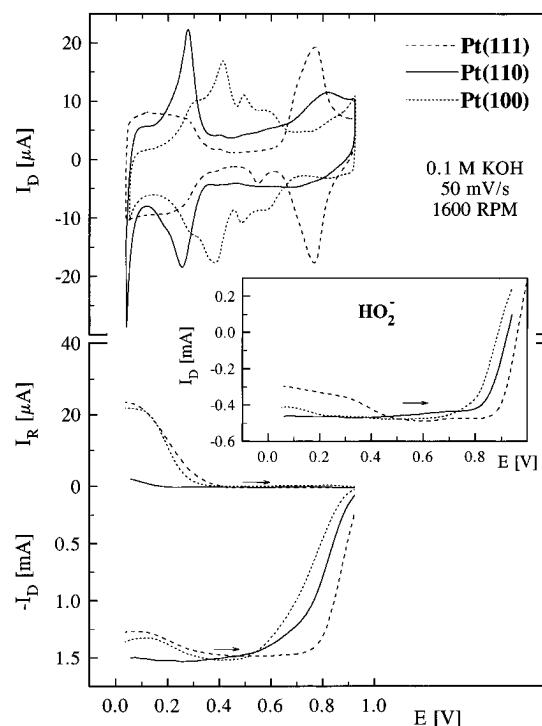 20
10
0
-10
-20
I_D [μA]
Pt(111)
Pt(110)
Pt(100)
0.1 M KOH
50 mV/s
1600 RPM
0.2
0.0
-0.2
-0.4
-0.6
I_D [mA]
HO₂⁻
0.0 0.2 0.4 0.6 0.8
E [V]
40
20
0
I_R [μA]
0.5
1.0
1.5
-I_D [mA]
0.0 0.2 0.4 0.6 0.8 1.0
E [V]